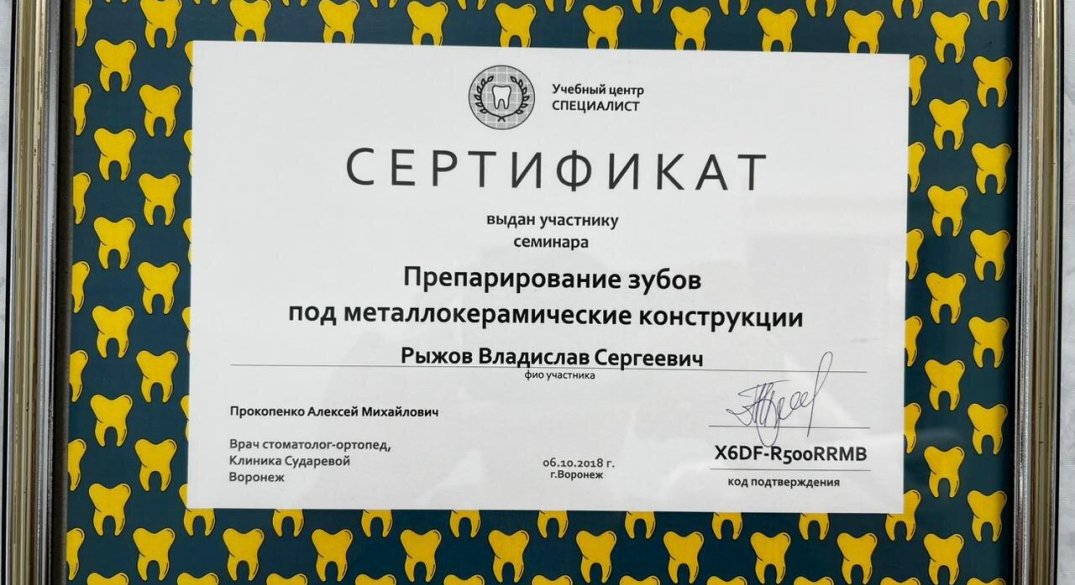 Учебный центр
СПЕЦИАЛИСТ
СЕРТИФИКАТ
выдан участнику
семинара
Препарирование зубов
под металлокерамические конструкции
Рыжов Владислав Сергеевич
фио участника
Прокопенко Алексей Михайлович
Врач стоматолог-ортопед,
Клиника Сударевой
Воронеж
06.10.2018 г.
г.Воронеж
X6DF-R500RRMB
код подтверждения